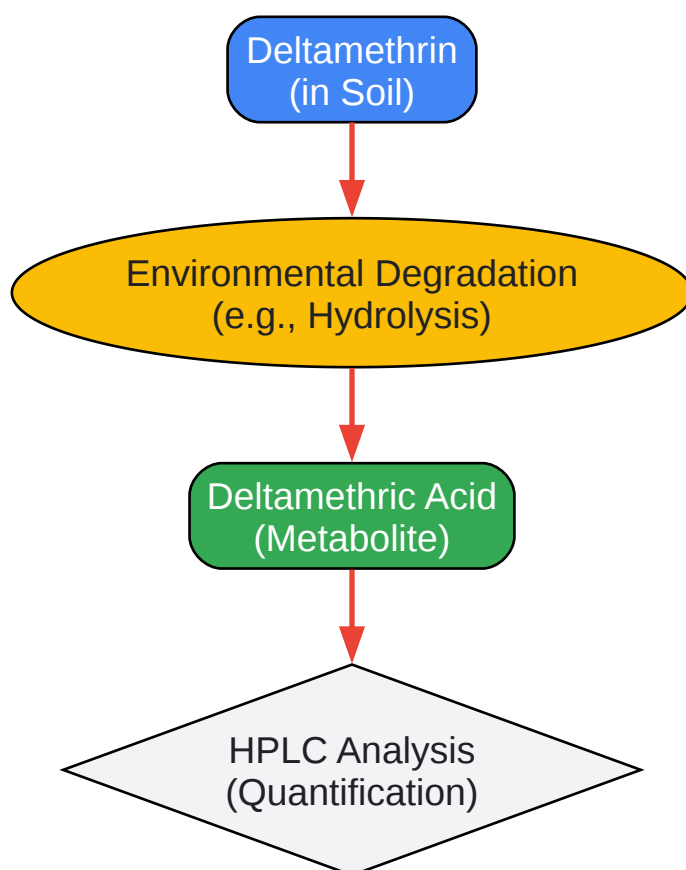 Deltamethrin
(in Soil)
Environmental Degradation
(e.g., Hydrolysis)
Deltamethric Acid
(Metabolite)
HPLC Analysis
(Quantification)